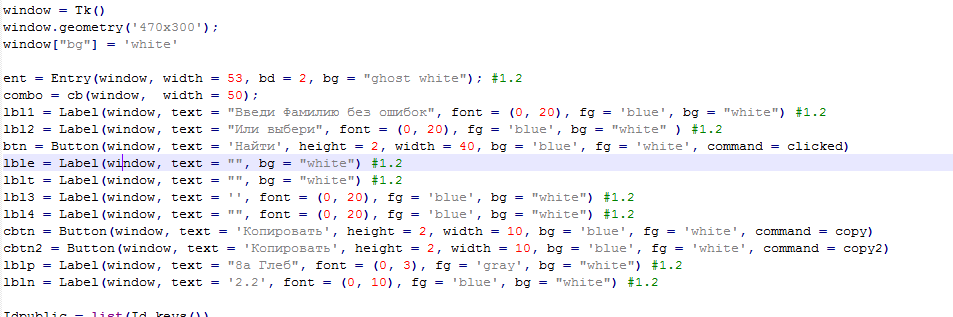 window = Tk()
window.geometry('470x300');
window["bg"] = 'white'
ent = Entry(window, width = 53, bd = 2, bg = "ghost white"); #1.2
combo = cb(window,  width = 50);
lbl1 = Label(window, text = "Введи Фамилию без ошибок", font = (0, 20), fg = 'blue', bg = "white") #1.2
lbl2 = Label(window, text = "Или выбери", font = (0, 20), fg = 'blue', bg = "white" ) #1.2
btn = Button(window, text = 'Найти', height = 2, width = 40, bg = 'blue', fg = 'white', command = clicked)
lble = Label(window, text = "", bg = "white") #1.2
lblt = Label(window, text = "", bg = "white") #1.2
lbl3 = Label(window, text = '', font = (0, 20), fg = 'blue', bg = "white") #1.2
lbl4 = Label(window, text = "", font = (0, 20), fg = 'blue', bg = "white") #1.2
cbtn = Button(window, text = 'Копировать', height = 2, width = 10, bg = 'blue', fg = 'white', command = copy)
cbtn2 = Button(window, text = 'Копировать', height = 2, width = 10, bg = 'blue', fg = 'white', command = copy2)
lblp = Label(window, text = "8а Глеб", font = (0, 3), fg = 'gray', bg = "white") #1.2
lbln = Label(window, text = '2.2', font = (0, 10), fg = 'blue', bg = "white") #1.2
Idpublic = list(Id.keys())